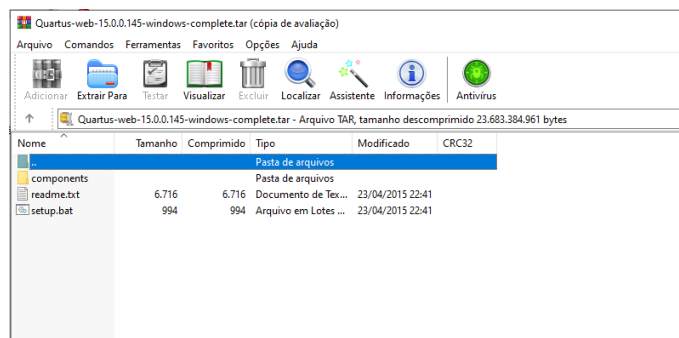 Quartus-web-15.0.0.145-windows-complete.tar (cópia de avaliação)
Arquivo Comandos Ferramentas Favoritos Opções Ajuda
Adicionar Extrair Para Testar Visualizar Excluir Localizar Assistente Informações Antivírus
Quartus-web-15.0.0.145-windows-complete.tar - Arquivo TAR, tamanho descomprimido 23.683.384.961 bytes
Nome Tamanho Comprimido Tipo Modificado CRC32
.. Pasta de arquivos
components Pasta de arquivos
readme.txt 6.716 6.716 Documento de Tex... 23/04/2015 22:41
setup.bat 994 994 Arquivo em Lotes ... 23/04/2015 22:41